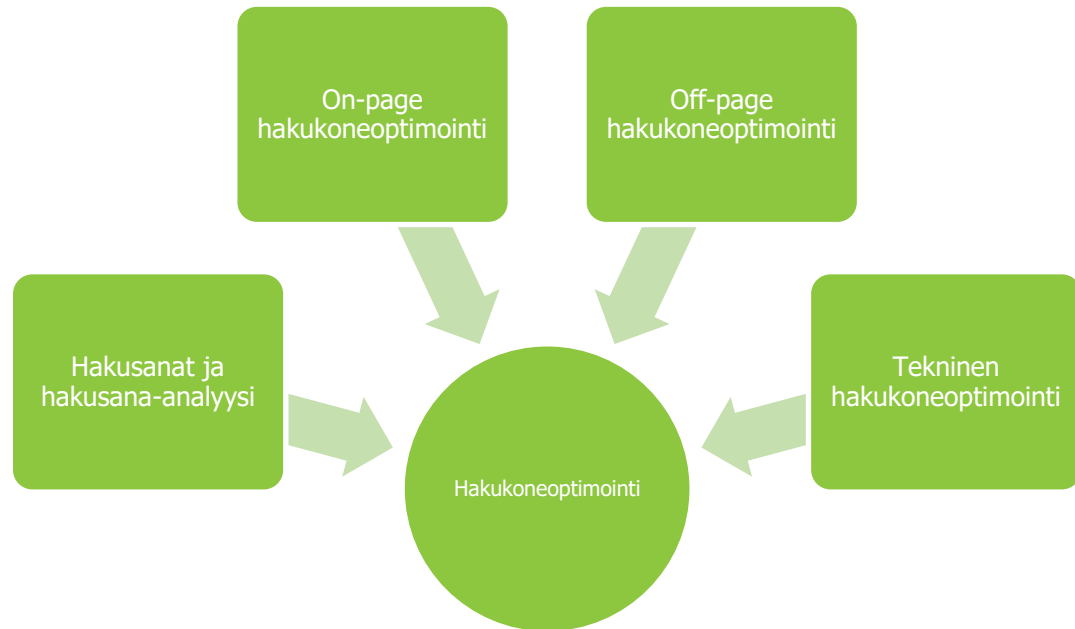 On-page
hakukoneoptimointi
Off-page
hakukoneoptimointi
Hakusanat ja
hakusana-analyysi
Tekninen
hakukoneoptimointi
Hakukoneoptimointi